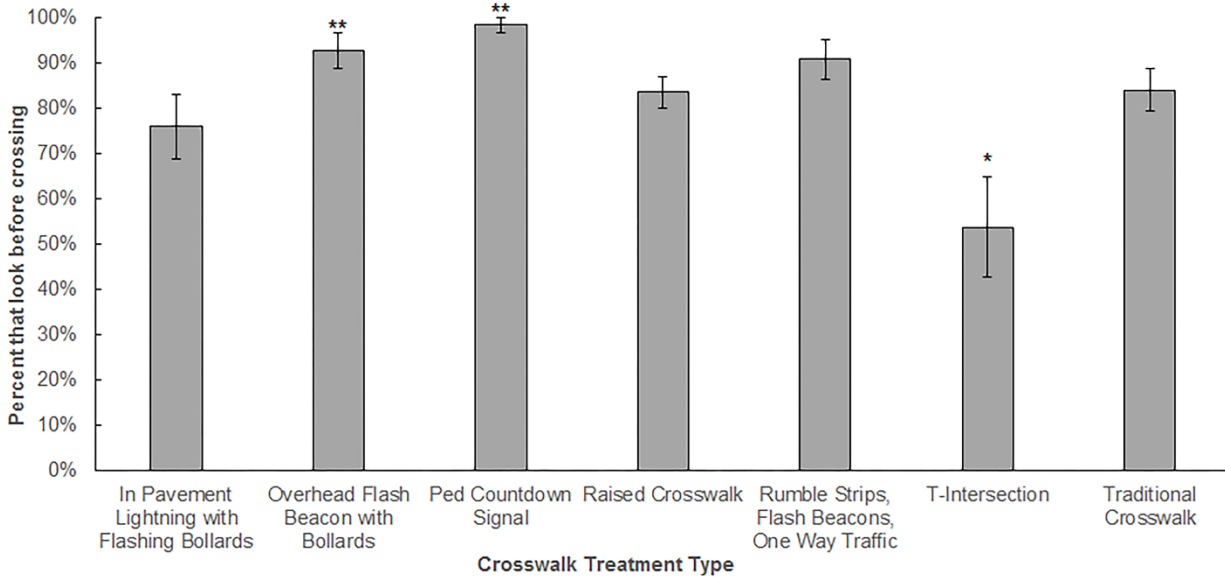 Percent that look before crossing
100%
90%
80%
70%
60%
50%
40%
30%
20%
10%
0%
**
**
*
In Pavement
Lightning with
Flashing Bollards
Overhead Flash
Beacon with
Bollards
Ped Countdown
Signal
Raised Crosswalk
Rumble Strips,
Flash Beacons,
One Way Traffic
T-Intersection
Traditional
Crosswalk
Crosswalk Treatment Type